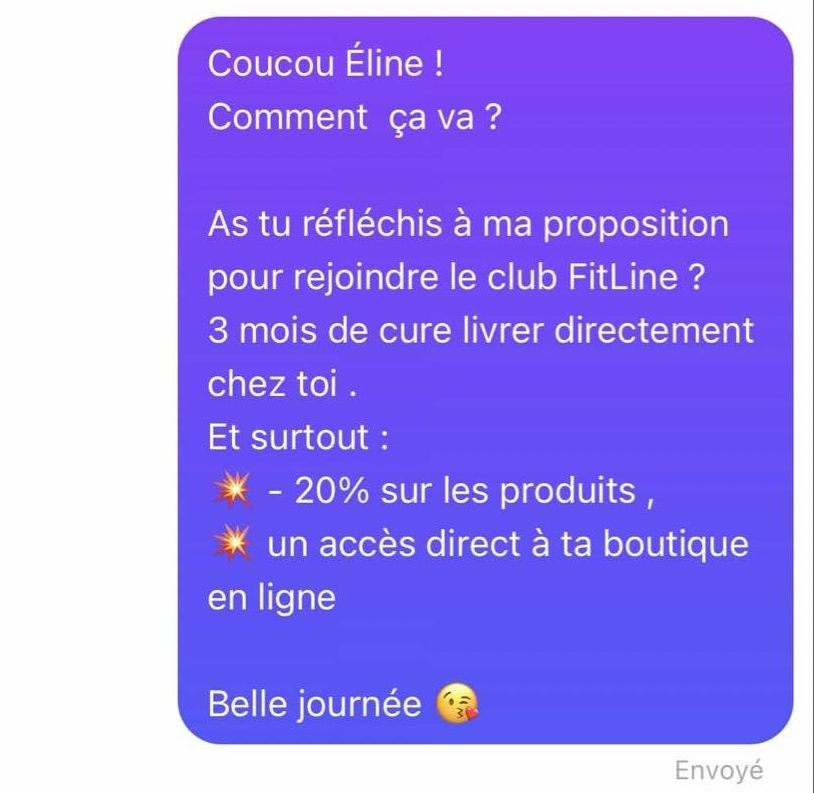 Coucou Éline !
Comment  ça va ?
As tu réfléchis à ma proposition
pour rejoindre le club FitLine ?
3 mois de cure livrer directement
chez toi .
Et surtout :
💥 - 20% sur les produits ,
💥 un accès direct à ta boutique
en ligne
Belle journée 😘
Envoyé